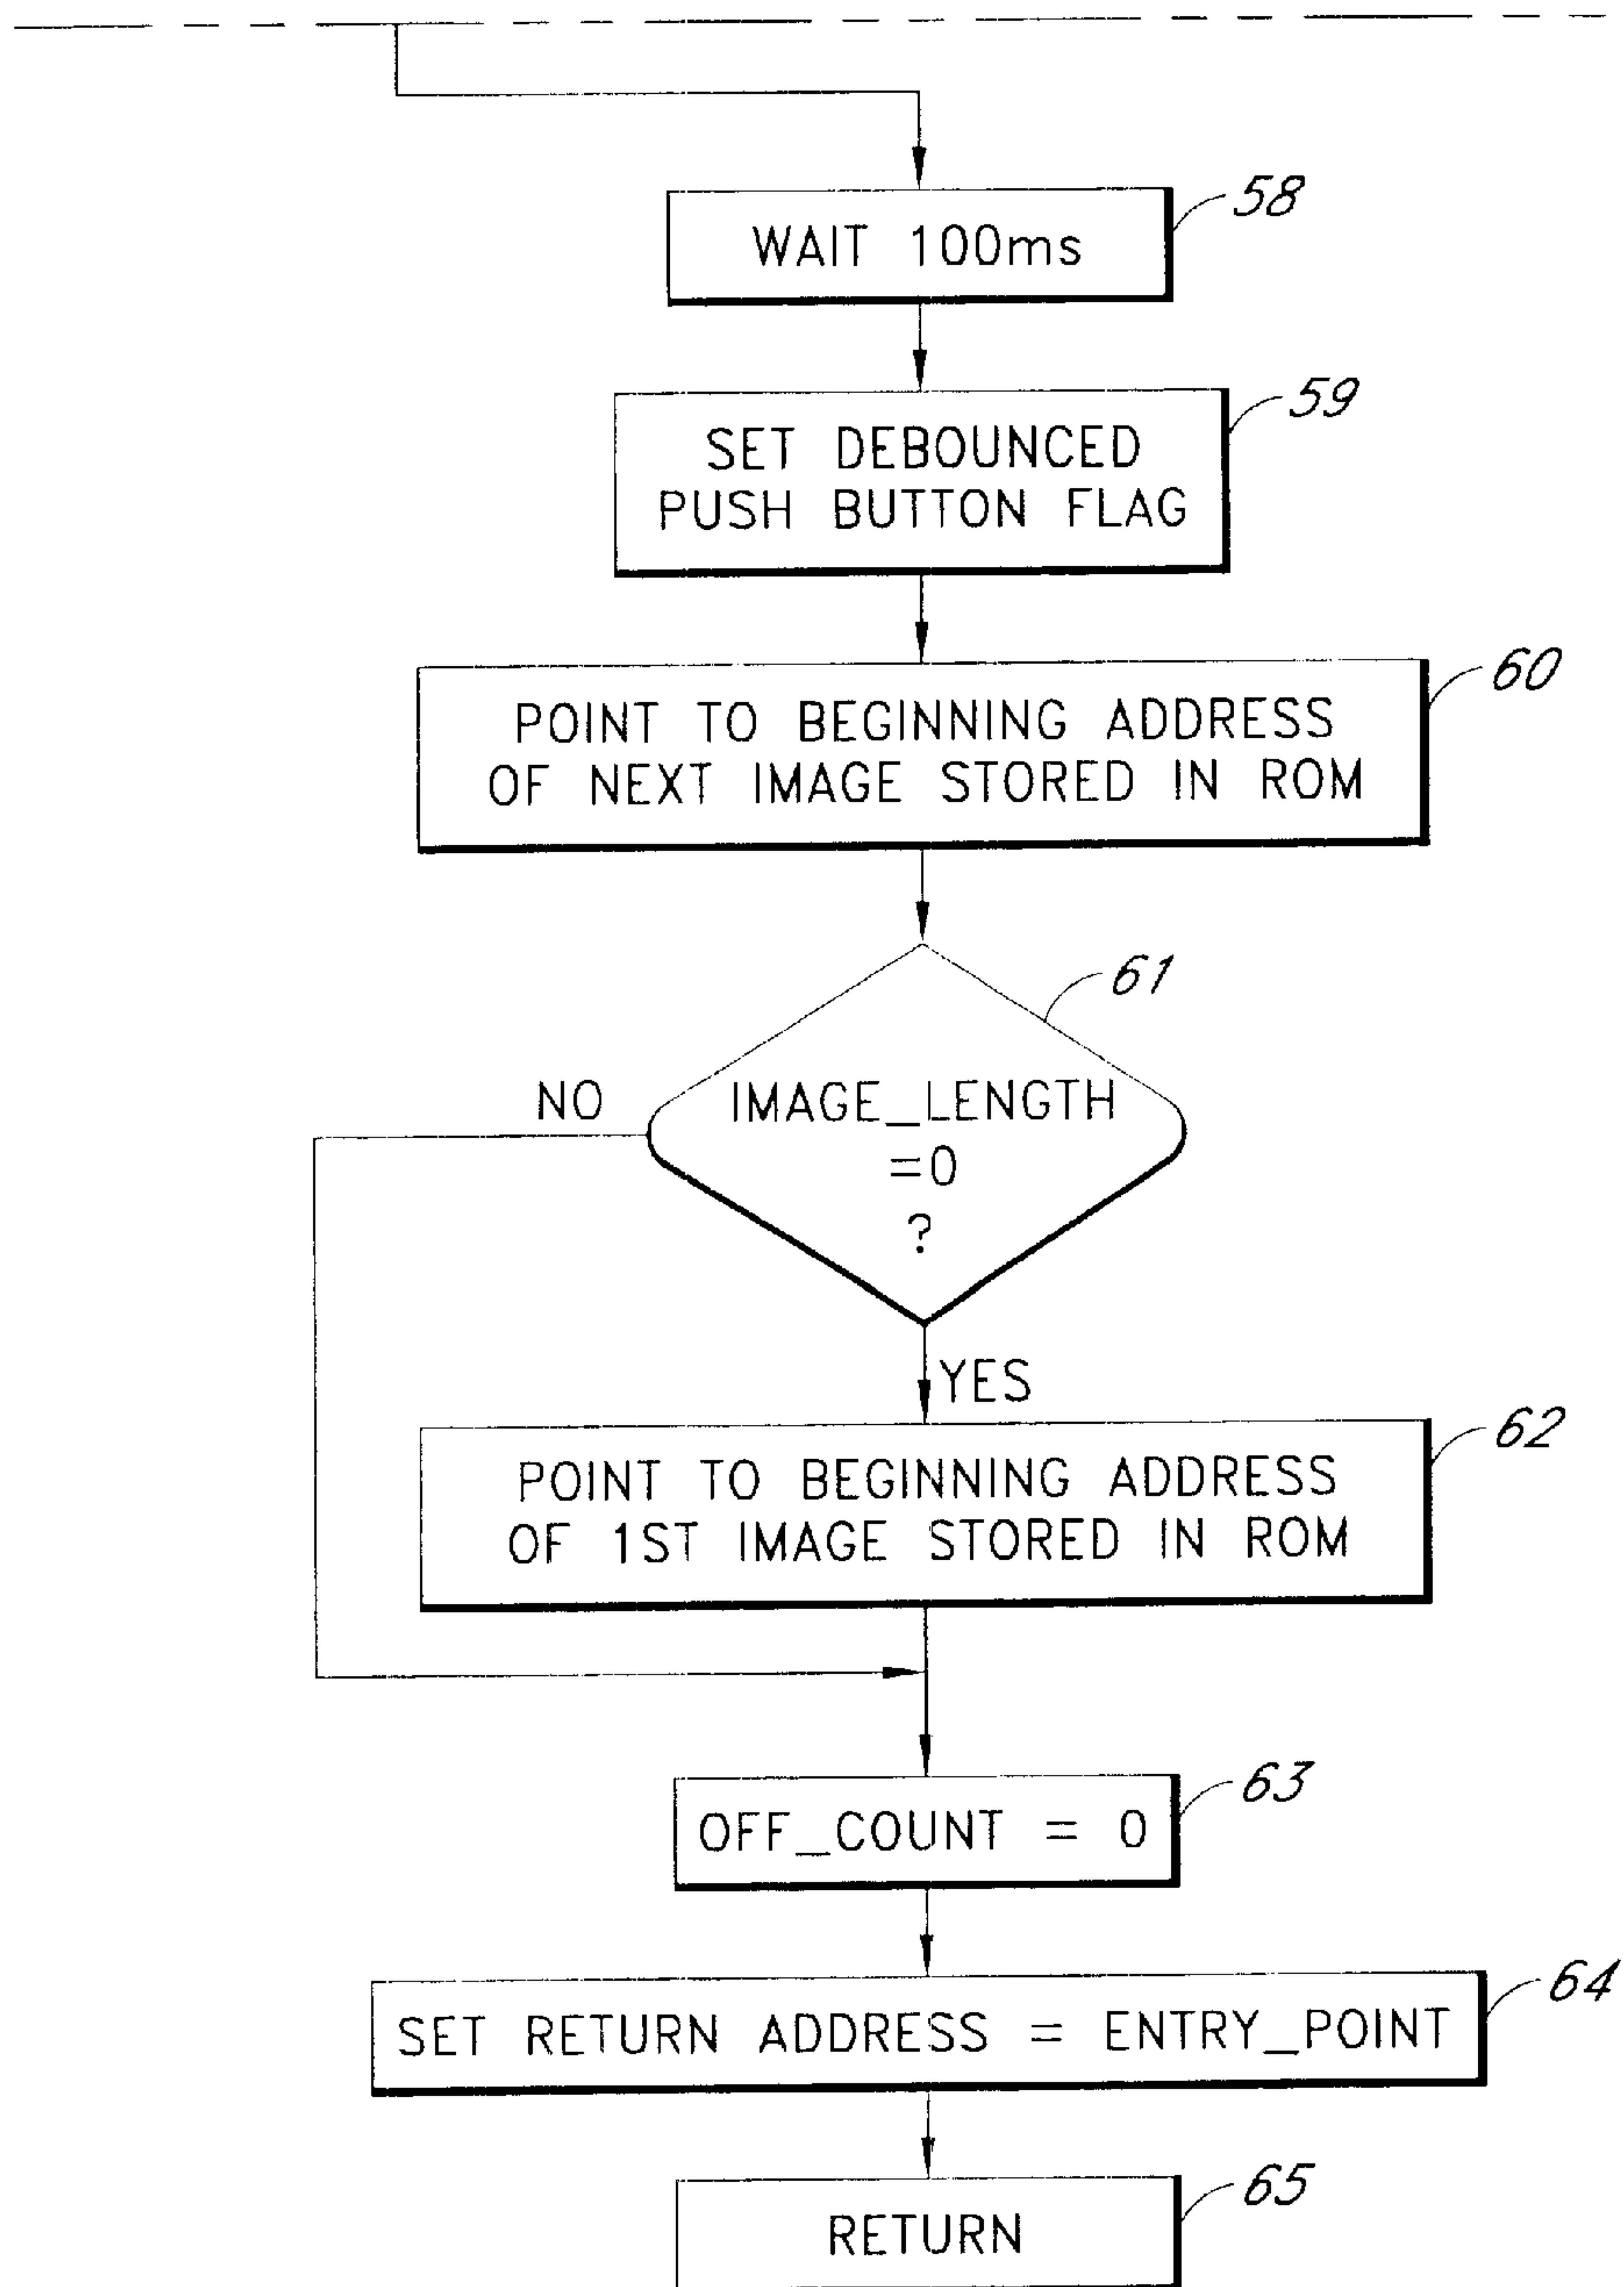 58
WAIT 100ms
59
SET DEBOUNCED
PUSH BUTTON FLAG
60
POINT TO BEGINNING ADDRESS
OF NEXT IMAGE STORED IN ROM
61
NO
IMAGE_LENGTH
=0
?
YES
62
POINT TO BEGINNING ADDRESS
OF 1ST IMAGE STORED IN ROM
63
OFF_COUNT = 0
64
SET RETURN ADDRESS = ENTRY_POINT
65
RETURN